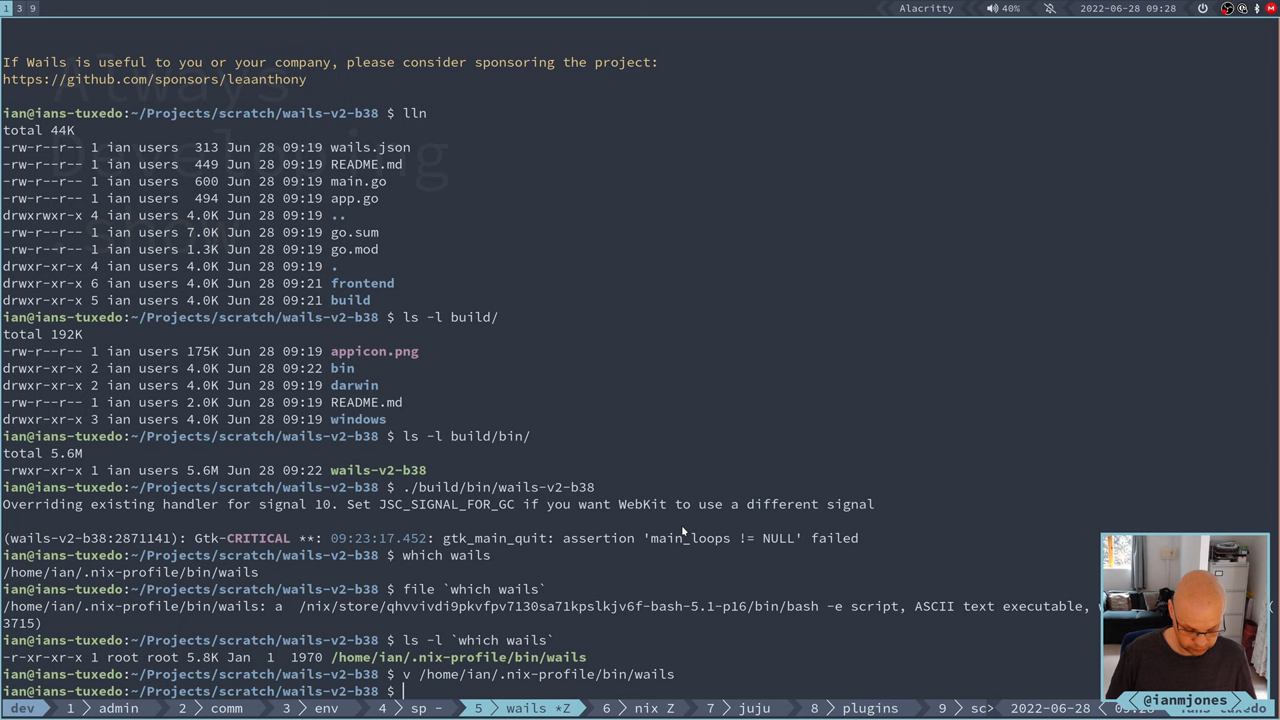 1 3 9 Alacritty 40% 2022-06-28 09:28
If Wails is useful to you or your company, please consider sponsoring the project:
https://github.com/sponsors/leaanthony
Always
Developing
ian@ians-tuxedo:~/Projects/scratch/wails-v2-b38 $ lln
total 44K
-rw-r--r-- 1 ian users 313 Jun 28 09:19 wails.json
-rw-r--r-- 1 ian users 449 Jun 28 09:19 README.md
-rw-r--r-- 1 ian users 600 Jun 28 09:19 main.go
-rw-r--r-- 1 ian users 494 Jun 28 09:19 app.go
drwxrwxr-x 4 ian users 4.0K Jun 28 09:19 ..
-rw-r--r-- 1 ian users 7.0K Jun 28 09:19 go.sum
-rw-r--r-- 1 ian users 1.3K Jun 28 09:19 go.mod
drwxr-xr-x 4 ian users 4.0K Jun 28 09:19 .
drwxr-xr-x 6 ian users 4.0K Jun 28 09:21 frontend
drwxr-xr-x 5 ian users 4.0K Jun 28 09:21 build
ian@ians-tuxedo:~/Projects/scratch/wails-v2-b38 $ ls -l build/
total 192K
-rw-r--r-- 1 ian users 175K Jun 28 09:19 appicon.png
drwxr-xr-x 2 ian users 4.0K Jun 28 09:22 bin
drwxr-xr-x 2 ian users 4.0K Jun 28 09:19 darwin
-rw-r--r-- 1 ian users 2.0K Jun 28 09:19 README.md
drwxr-xr-x 3 ian users 4.0K Jun 28 09:19 windows
ian@ians-tuxedo:~/Projects/scratch/wails-v2-b38 $ ls -l build/bin/
total 5.6M
-rwxr-xr-x 1 ian users 5.6M Jun 28 09:22 wails-v2-b38
ian@ians-tuxedo:~/Projects/scratch/wails-v2-b38 $ ./build/bin/wails-v2-b38
Overriding existing handler for signal 10. Set JSC_SIGNAL_FOR_GC if you want WebKit to use a different signal
(wails-v2-b38:2871141): Gtk-CRITICAL **: 09:23:17.452: gtk_main_quit: assertion 'main_loops != NULL' failed
ian@ians-tuxedo:~/Projects/scratch/wails-v2-b38 $ which wails
/home/ian/.nix-profile/bin/wails
ian@ians-tuxedo:~/Projects/scratch/wails-v2-b38 $ file `which wails`
/home/ian/.nix-profile/bin/wails: a /nix/store/qhvvivdi9pkvfpv7130sa71kpslkjv6f-bash-5.1-p16/bin/bash -e script, ASCII text executable,
3715)
ian@ians-tuxedo:~/Projects/scratch/wails-v2-b38 $ ls -l `which wails`
-r-xr-xr-x 1 root root 5.8K Jan 1 1970 /home/ian/.nix-profile/bin/wails
ian@ians-tuxedo:~/Projects/scratch/wails-v2-b38 $ v /home/ian/.nix-profile/bin/wails
ian@ians-tuxedo:~/Projects/scratch/wails-v2-b38 $
@ianmjones
dev 1 admin 2 comm 3 env 4 sp - 5 wails *Z 6 nix Z 7 juju 8 plugins 9 sc> 2022-06-28